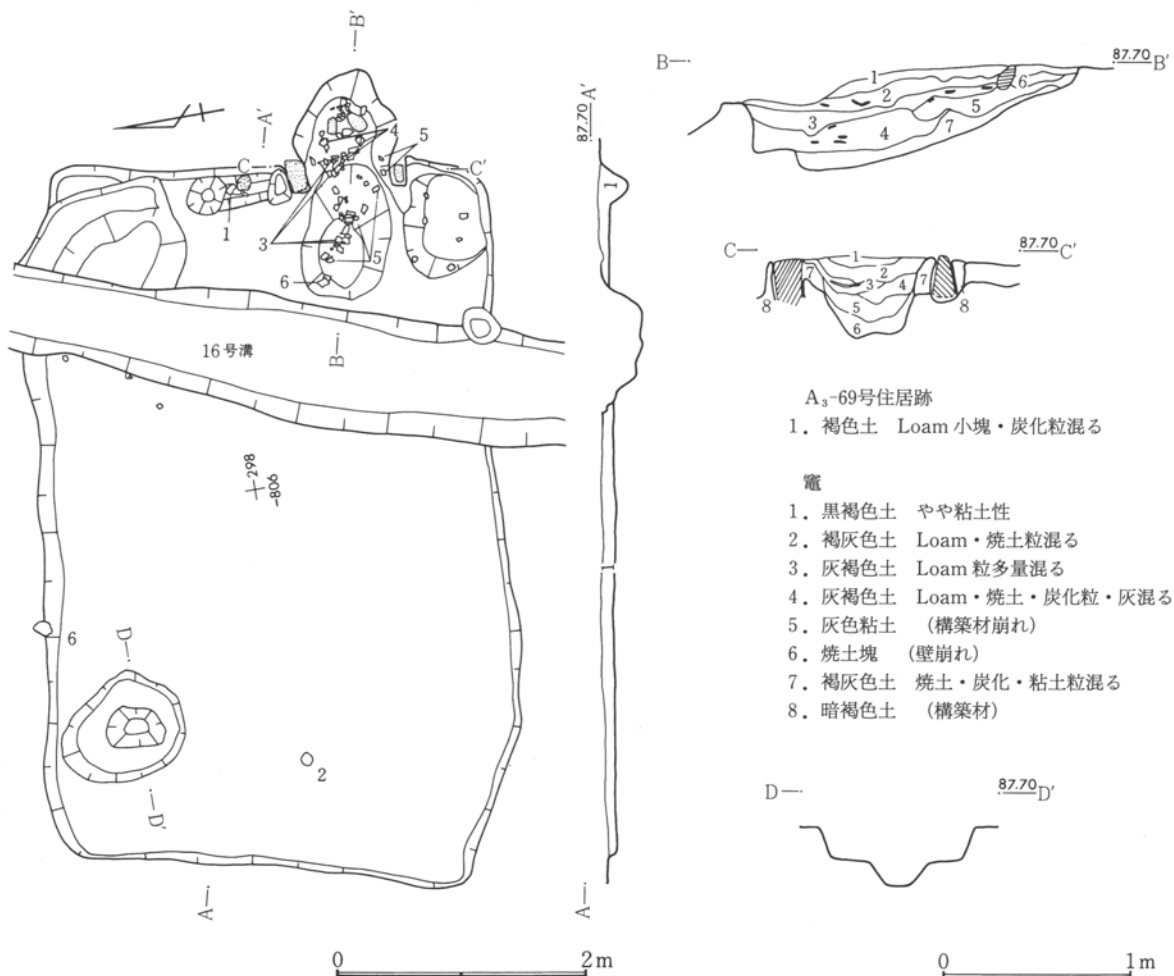 B′
A′
4
5
C
C′
1
3
5
6
16号溝
B
+298
-806
6
D
2
D′
A
87.70 A′
1
1
A
B 87.70 B′
1
2
6
5
3
4
7
C 87.70 C′
1
7
2
3
4
7
5
8
8
6
A₃-69号住居跡
1．褐色土 Loam 小塊・炭化粒混る
竈
1．黒褐色土 やや粘土性
2．褐灰色土 Loam・焼土粒混る
3．灰褐色土 Loam 粒多量混る
4．灰褐色土 Loam・焼土・炭化粒・灰混る
5．灰色粘土 （構築材崩れ）
6．焼土塊 （壁崩れ）
7．褐灰色土 焼土・炭化・粘土粒混る
8．暗褐色土 （構築材）
D 87.70 D′
0 2m
0 1m